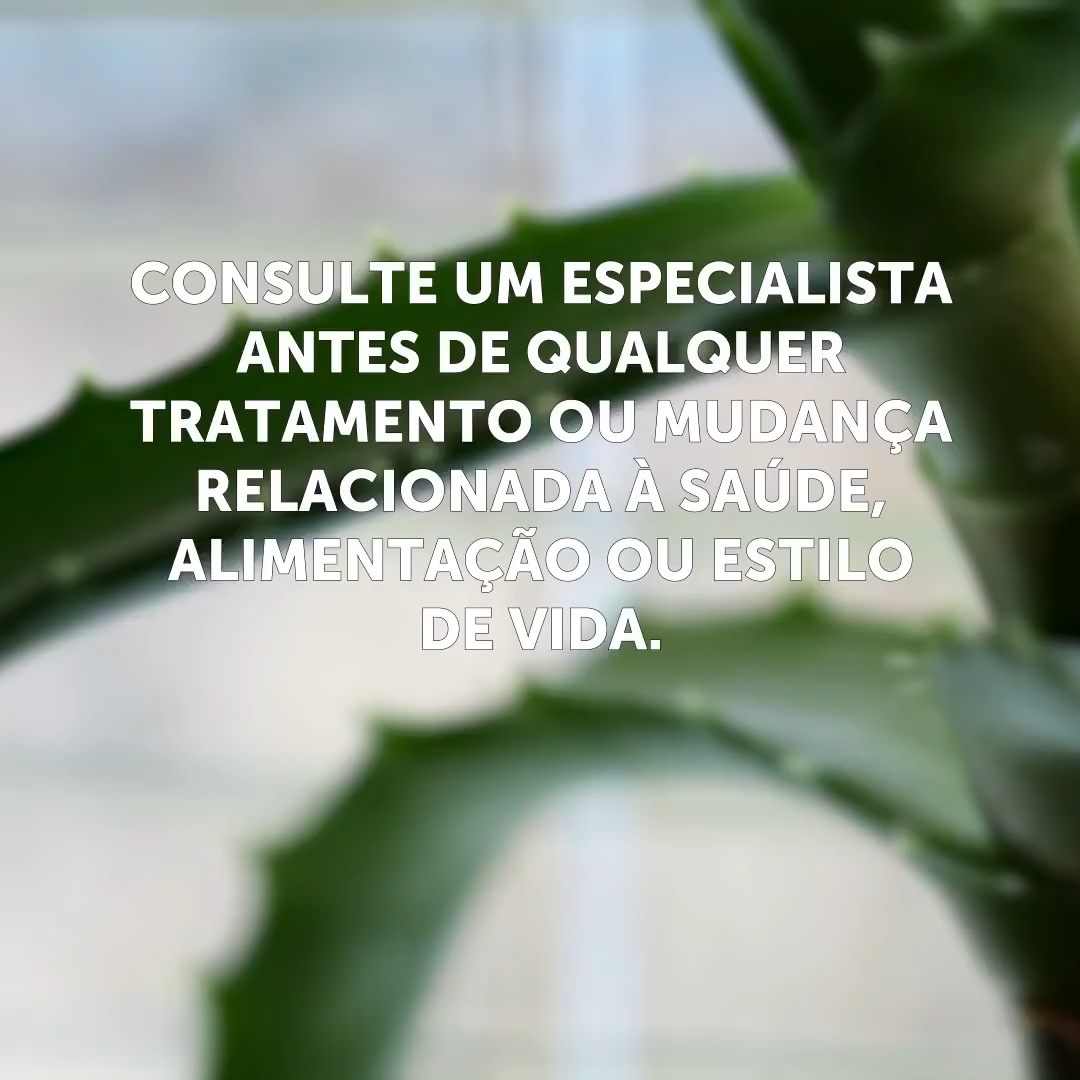 CONSULTE UM ESPECIALISTA
ANTES DE QUALQUER
TRATAMENTO OU MUDANÇA
RELACIONADA À SAÚDE,
ALIMENTAÇÃO OU ESTILO
DE VIDA.